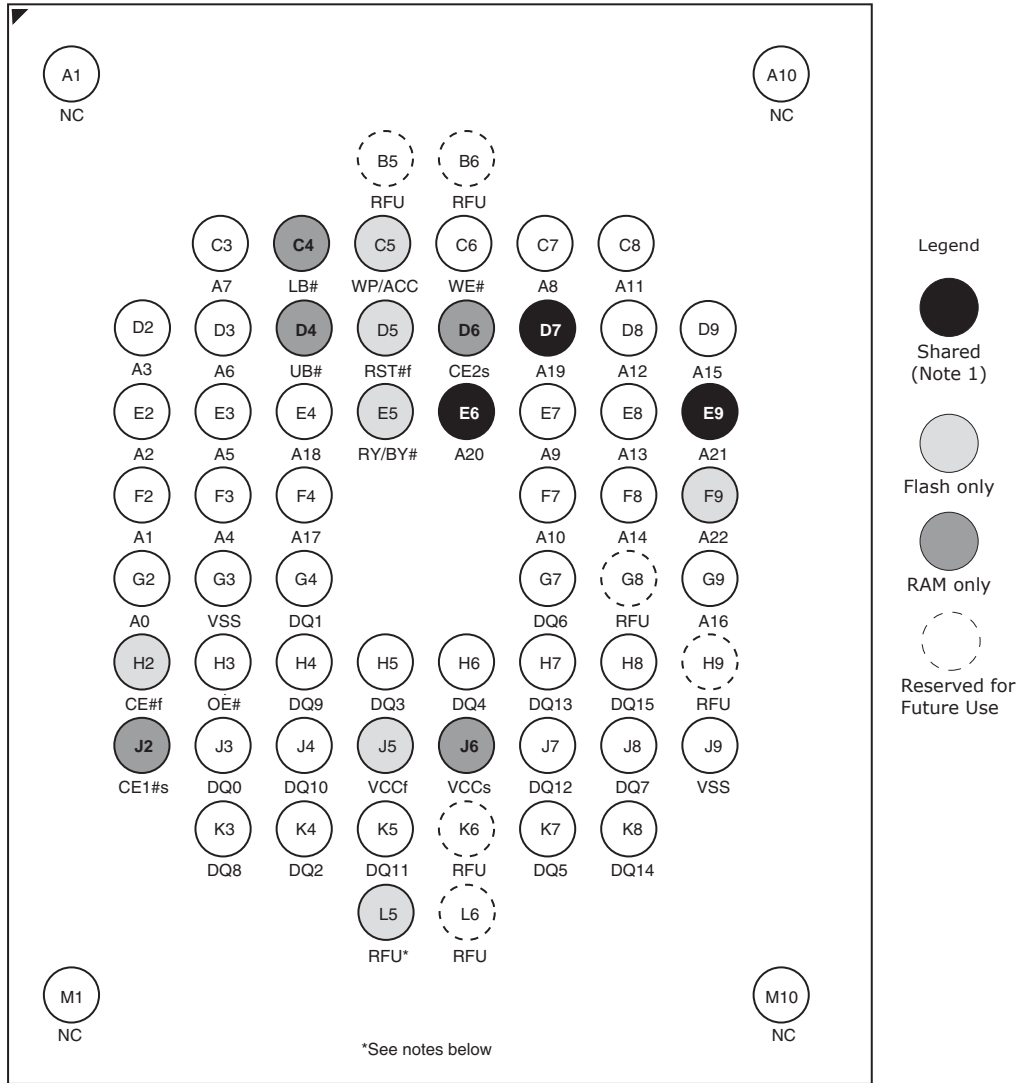 A1 A10
NC NC
B5 B6
RFU RFU
C3 C4 C5 C6 C7 C8
A7 LB# WP/ACC WE# A8 A11
D2 D3 D4 D5 D6 D7 D8 D9
A3 A6 UB# RST#f CE2s A19 A12 A15
E2 E3 E4 E5 E6 E7 E8 E9
A2 A5 A18 RY/BY# A20 A9 A13 A21
F2 F3 F4 F7 F8 F9
A1 A4 A17 A10 A14 A22
G2 G3 G4 G7 G8 G9
A0 VSS DQ1 DQ6 RFU A16
H2 H3 H4 H5 H6 H7 H8 H9
CE#f OE# DQ9 DQ3 DQ4 DQ13 DQ15 RFU
J2 J3 J4 J5 J6 J7 J8 J9
CE1#s DQ0 DQ10 VCCf VCCs DQ12 DQ7 VSS
K3 K4 K5 K6 K7 K8
DQ8 DQ2 DQ11 RFU DQ5 DQ14
L5 L6
RFU* RFU
M1 M10
NC NC
*See notes below
Legend
Shared
(Note 1)
Flash only
RAM only
Reserved for
Future Use